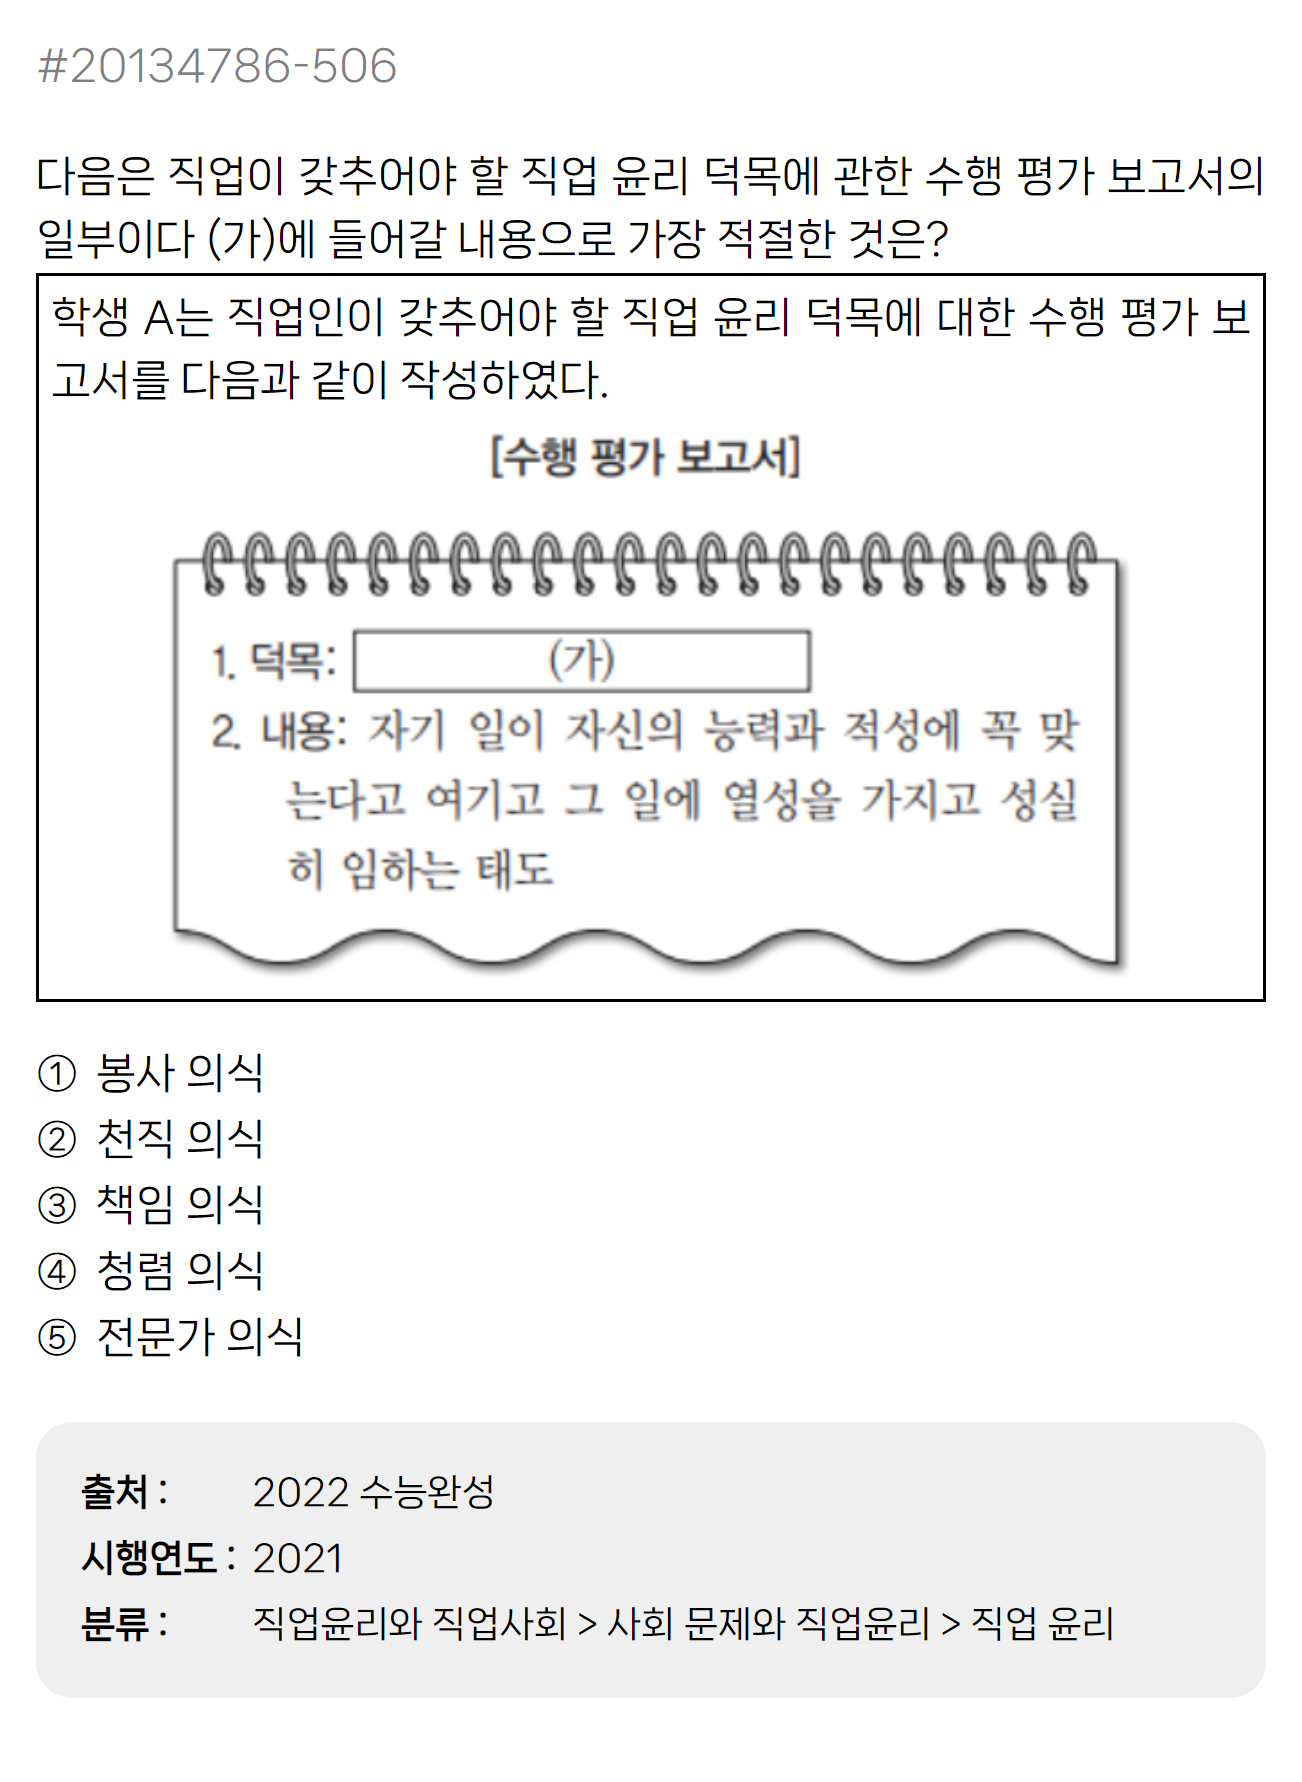 #20134786-506
다음은 직업이 갖추어야 할 직업 윤리 덕목에 관한 수행 평가 보고서의
일부이다 (가)에 들어갈 내용으로 가장 적절한 것은?
학생 A는 직업인이 갖추어야 할 직업 윤리 덕목에 대한 수행 평가 보
고서를 다음과 같이 작성하였다.
[수행 평가 보고서]
1. 덕목: (가)
2. 내용: 자기 일이 자신의 능력과 적성에 꼭 맞
는다고 여기고 그 일에 열성을 가지고 성실
히 임하는 태도
① 봉사 의식
② 천직 의식
③ 책임 의식
④ 청렴 의식
⑤ 전문가 의식
출처 : 2022 수능완성
시행연도 : 2021
분류 : 직업윤리와 직업사회 > 사회 문제와 직업윤리 > 직업 윤리